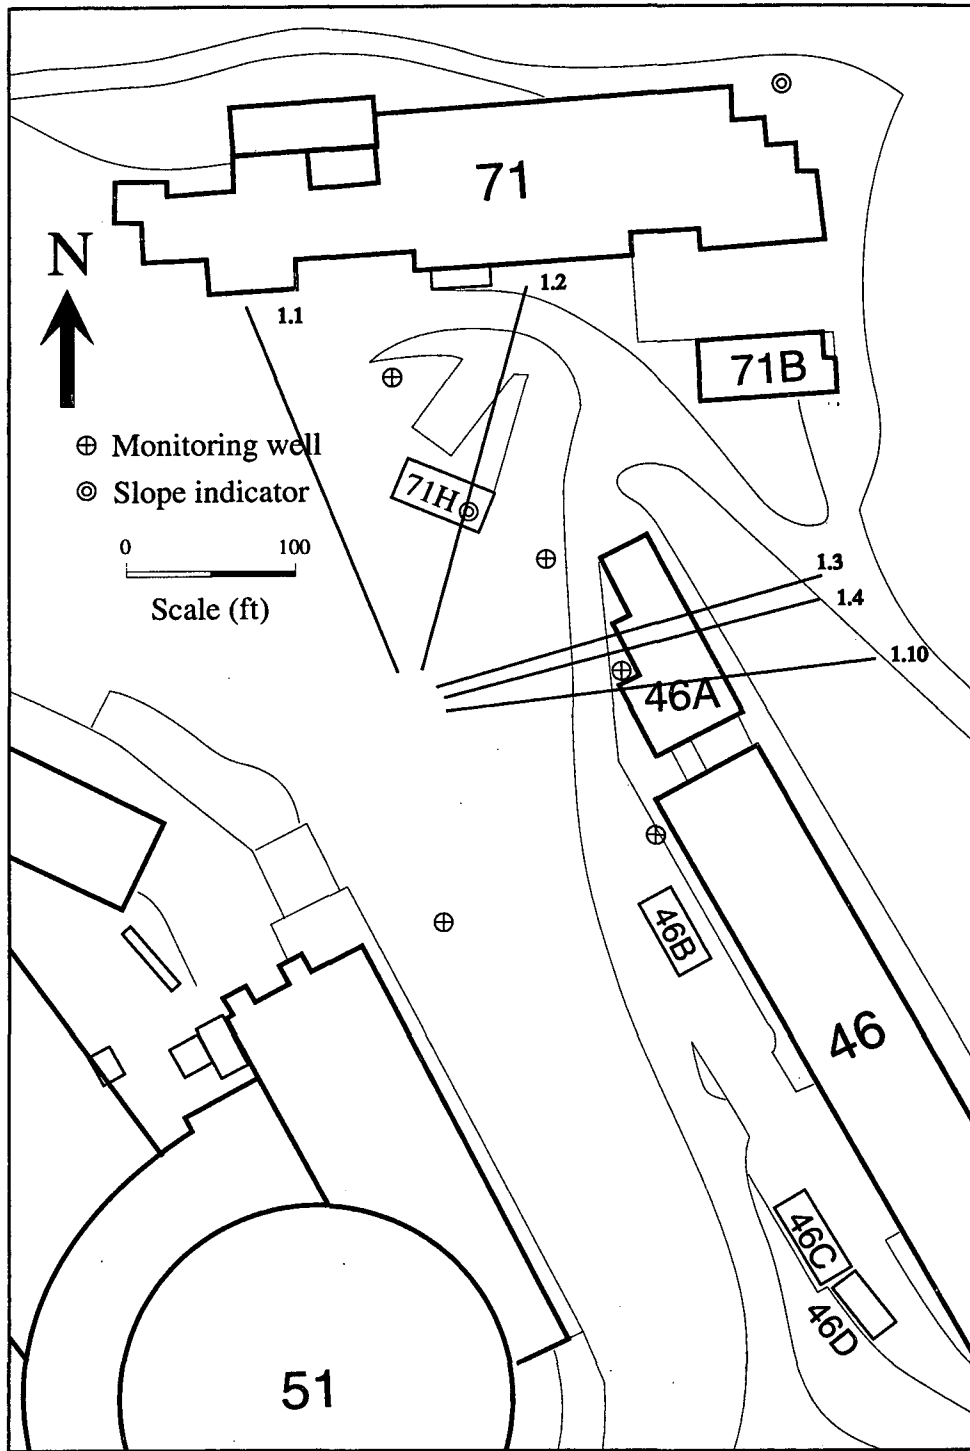 71
N
1.2
1.1
71B
Monitoring well
71H
Slope indicator
0 100
Scale (ft)
1.3
1.4
1.10
46A
46B
46
46C
46D
51